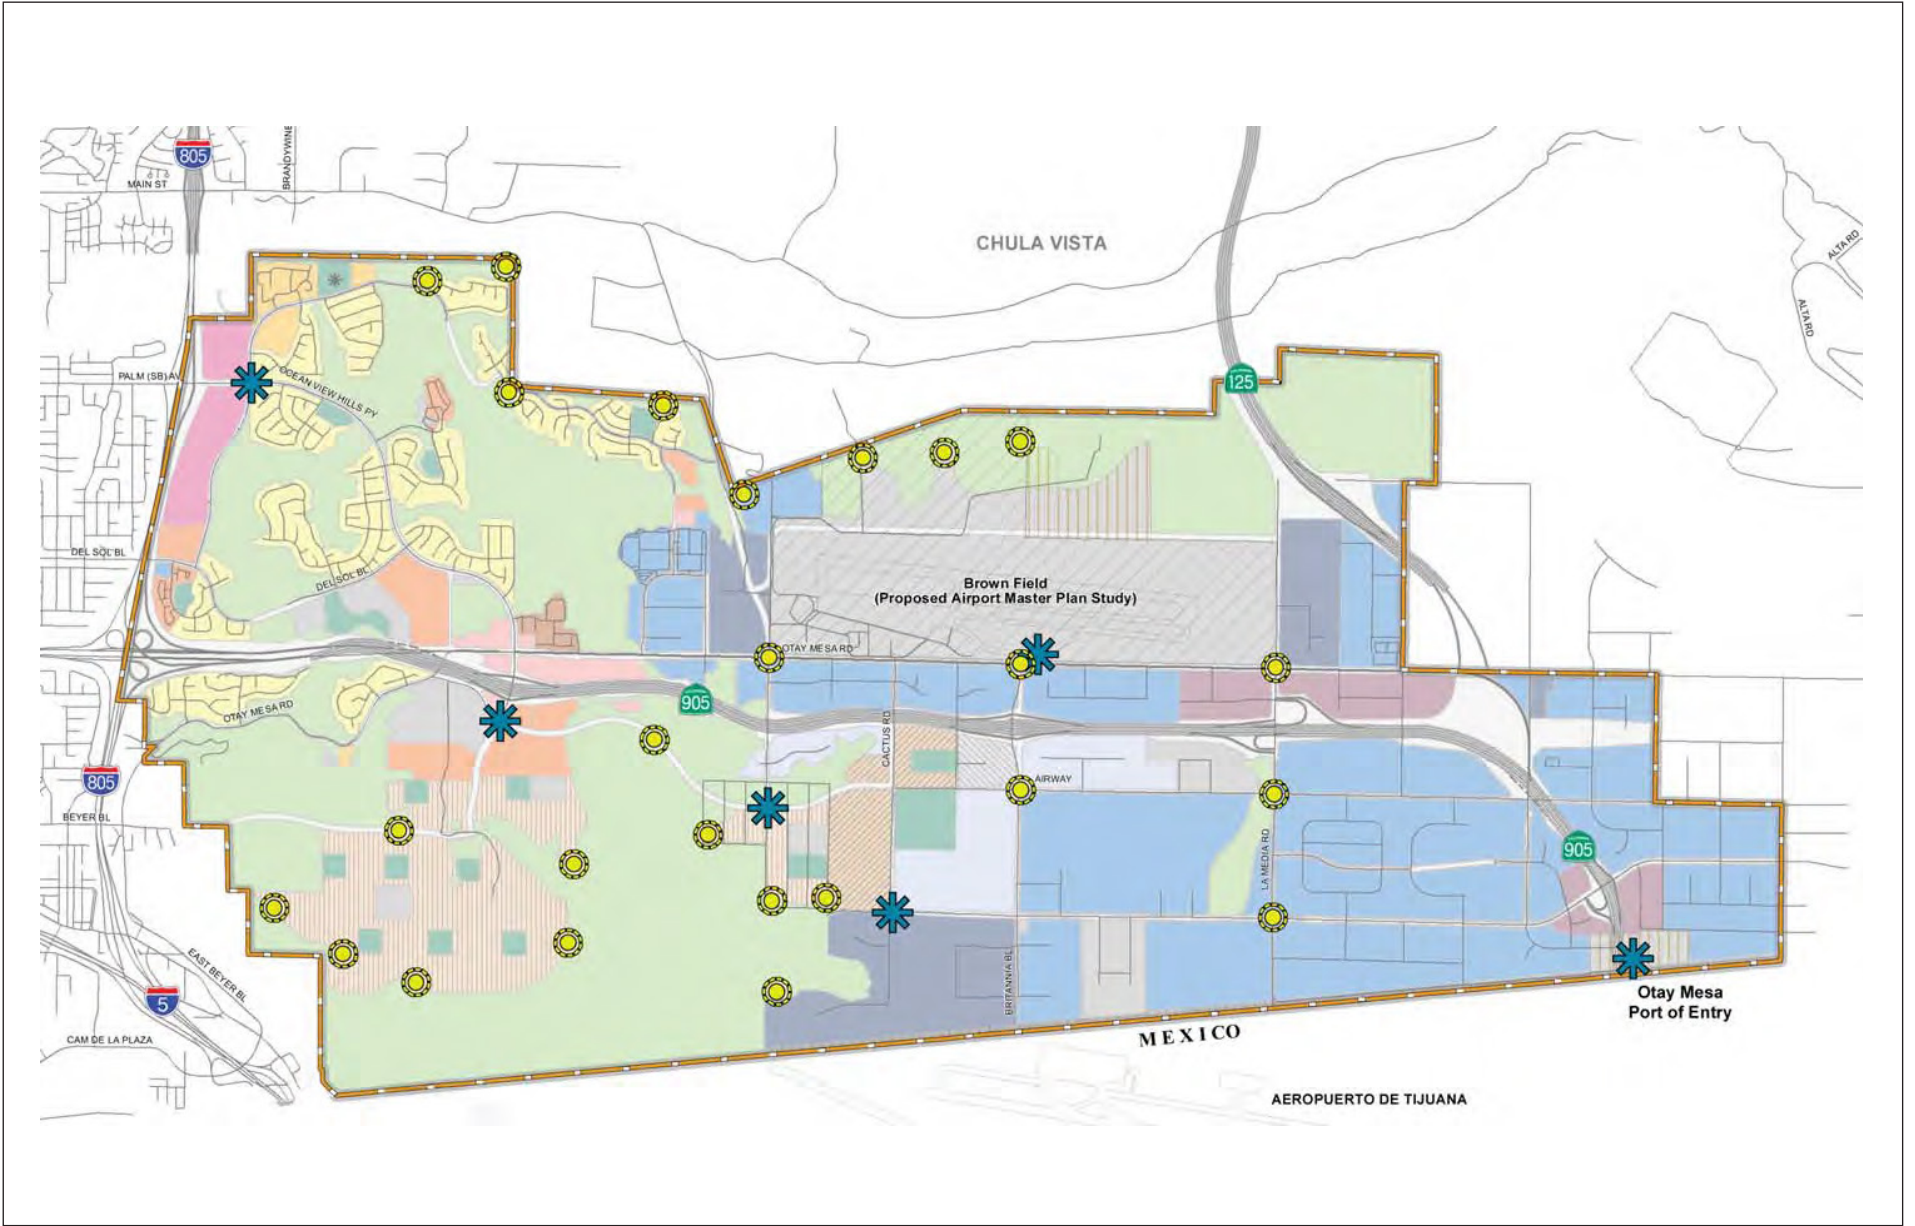 805
MAIN ST
BRANDYWINE
CHULA VISTA
ALTA RD
ALTA RD
PALM (SB) AV
OCEAN VIEW HILLS PY
125
DEL SOL BL
DEL SOL BL
Brown Field
(Proposed Airport Master Plan Study)
OTAY MESA RD
905
OTAY MESA RD
CACTUS RD
805
AIRWAY
BEYER BL
LA MEDIA RD
905
EAST BEYER BL
BRITANNIA BL
5
Otay Mesa
Port of Entry
MEXICO
CAM DE LA PLAZA
AEROPUERTO DE TIJUANA